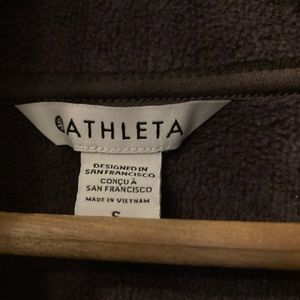 ATHLETA
DESIGNED IN
SAN FRANCISCO
CONÇU À
SAN FRANCISCO
MADE IN VIETNAM
S